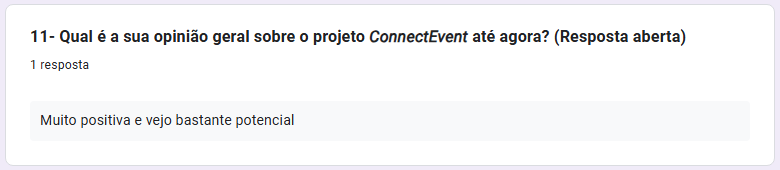 11- Qual é a sua opinião geral sobre o projeto ConnectEvent até agora? (Resposta aberta)
1 resposta
Muito positiva e vejo bastante potencial